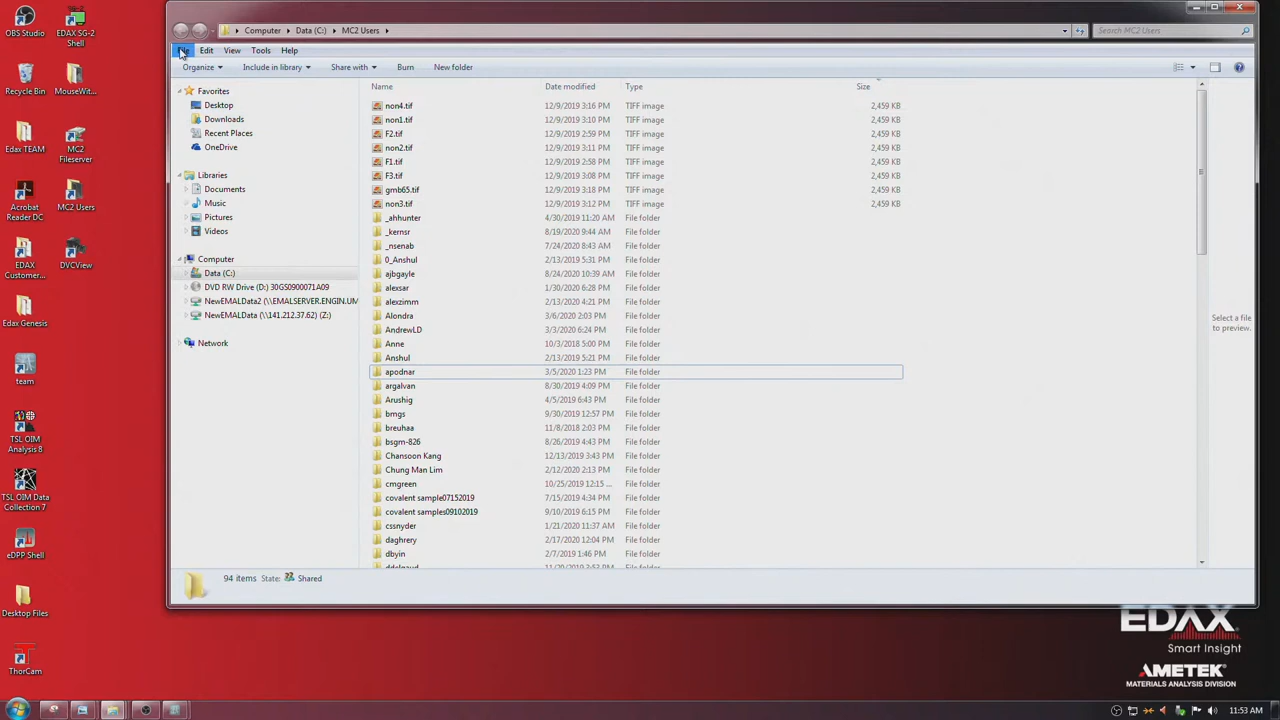 OBS Studio
EDAX SG-2
Shell
Recycle Bin
MouseWit...
Edax TEAM
MC2
Fileserver
Acrobat
Reader DC
MC2 Users
EDAX
Customer...
DVCView
Edax Genesis
team
TSL OIM
Analysis 8
TSL OIM Data
Collection 7
eDPP Shell
Desktop Files
ThorCam
Computer
Data (C:)
MC2 Users
Search MC2 Users
Edit
View
Tools
Help
Organize
Include in library
Share with
Burn
New folder
Favorites
Desktop
Downloads
Recent Places
OneDrive
Libraries
Documents
Music
Pictures
Videos
Computer
Data (C:)
DVD RW Drive (D:) 30GS0900071A09
NewEMALData2 (\\EMALSERVER.ENGIN.UM
NewEMALData (\\141.212.37.62) (Z:)
Network
Name Date modified Type Size
non4.tif 12/9/2019 3:16 PM TIFF image 2,459 KB
non1.tif 12/9/2019 3:10 PM TIFF image 2,459 KB
F2.tif 12/9/2019 2:59 PM TIFF image 2,459 KB
non2.tif 12/9/2019 3:11 PM TIFF image 2,459 KB
F1.tif 12/9/2019 2:58 PM TIFF image 2,459 KB
F3.tif 12/9/2019 3:08 PM TIFF image 2,459 KB
gmb65.tif 12/9/2019 3:18 PM TIFF image 2,459 KB
non3.tif 12/9/2019 3:12 PM TIFF image 2,459 KB
_ahhunter 4/30/2019 11:20 AM File folder
_kernsr 8/19/2020 9:44 AM File folder
_nsenab 7/24/2020 8:43 AM File folder
0_Anshul 2/13/2019 5:31 PM File folder
ajbgayle 8/24/2020 10:39 AM File folder
alexsar 1/30/2020 6:28 PM File folder
alexzimm 2/13/2020 4:21 PM File folder
Alondra 3/6/2020 2:03 PM File folder
AndrewLD 3/3/2020 6:24 PM File folder
Anne 10/3/2018 5:00 PM File folder
Anshul 2/13/2019 5:21 PM File folder
apodnar 3/5/2020 1:23 PM File folder
argalvan 8/30/2019 4:09 PM File folder
Arushig 4/5/2019 6:43 PM File folder
bmgs 9/30/2019 12:57 PM File folder
breuhaa 11/8/2018 2:03 PM File folder
bsgm-826 8/26/2019 4:43 PM File folder
Chansoon Kang 12/13/2019 3:43 PM File folder
Chung Man Lim 2/12/2020 2:13 PM File folder
cmgreen 10/25/2019 12:15 ... File folder
covalent sample07152019 7/15/2019 4:34 PM File folder
covalent samples09102019 9/10/2019 6:15 PM File folder
cssnyder 1/21/2020 11:37 AM File folder
daghrery 2/17/2020 12:04 PM File folder
dbyin 2/7/2019 1:46 PM File folder
Select a file
to preview.
94 items State: Shared
EDAX
Smart Insight
AMETEK
MATERIALS ANALYSIS DIVISION
11:53 AM